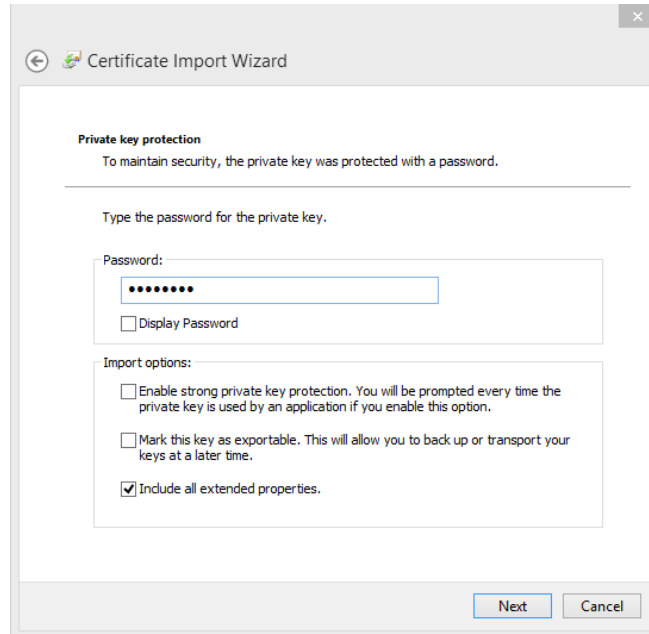 Certificate Import Wizard
Private key protection
To maintain security, the private key was protected with a password.
Type the password for the private key.
Password:
••••••••
Display Password
Import options:
Enable strong private key protection. You will be prompted every time the
private key is used by an application if you enable this option.
Mark this key as exportable. This will allow you to back up or transport your
keys at a later time.
Include all extended properties.
Next Cancel